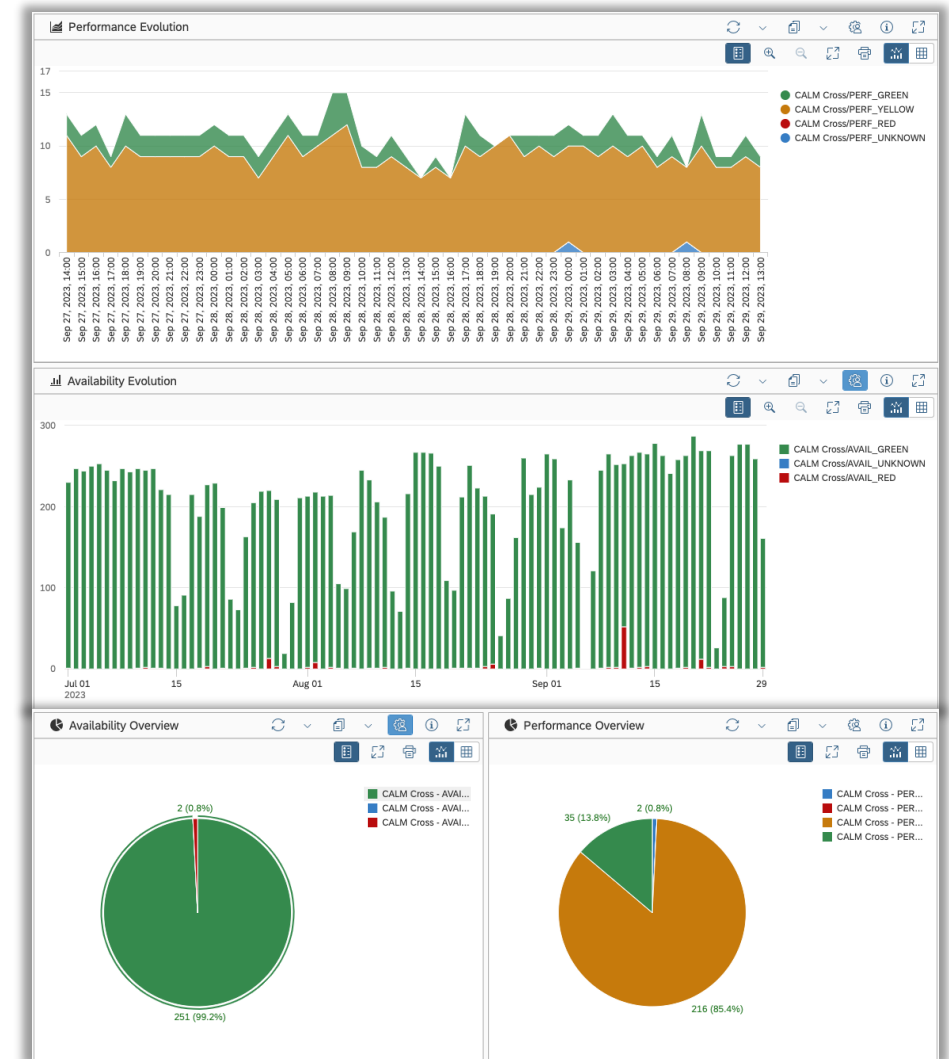 Performance Evolution
17
15
10
5
0
CALM Cross/PERF_GREEN
CALM Cross/PERF_YELLOW
CALM Cross/PERF_RED
CALM Cross/PERF_UNKNOWN
Sep 27, 2023, 14:00
Sep 27, 2023, 15:00
Sep 27, 2023, 16:00
Sep 27, 2023, 17:00
Sep 27, 2023, 18:00
Sep 27, 2023, 19:00
Sep 27, 2023, 20:00
Sep 27, 2023, 21:00
Sep 27, 2023, 22:00
Sep 27, 2023, 23:00
Sep 28, 2023, 00:00
Sep 28, 2023, 01:00
Sep 28, 2023, 02:00
Sep 28, 2023, 03:00
Sep 28, 2023, 04:00
Sep 28, 2023, 05:00
Sep 28, 2023, 06:00
Sep 28, 2023, 07:00
Sep 28, 2023, 08:00
Sep 28, 2023, 09:00
Sep 28, 2023, 10:00
Sep 28, 2023, 11:00
Sep 28, 2023, 12:00
Sep 28, 2023, 13:00
Sep 28, 2023, 14:00
Sep 28, 2023, 15:00
Sep 28, 2023, 16:00
Sep 28, 2023, 17:00
Sep 28, 2023, 18:00
Sep 28, 2023, 19:00
Sep 28, 2023, 20:00
Sep 28, 2023, 21:00
Sep 28, 2023, 22:00
Sep 28, 2023, 23:00
Sep 29, 2023, 00:00
Sep 29, 2023, 01:00
Sep 29, 2023, 02:00
Sep 29, 2023, 03:00
Sep 29, 2023, 04:00
Sep 29, 2023, 05:00
Sep 29, 2023, 06:00
Sep 29, 2023, 07:00
Sep 29, 2023, 08:00
Sep 29, 2023, 09:00
Sep 29, 2023, 10:00
Sep 29, 2023, 11:00
Sep 29, 2023, 12:00
Sep 29, 2023, 13:00
Availability Evolution
300
200
100
0
CALM Cross/AVAIL_GREEN
CALM Cross/AVAIL_UNKNOWN
CALM Cross/AVAIL_RED
Jul 01 15 Aug 01 15 Sep 01 15 29
2023
Availability Overview
CALM Cross - AVAI...
CALM Cross - AVAI...
CALM Cross - AVAI...
2 (0.8%)
251 (99.2%)
Performance Overview
CALM Cross - PER...
CALM Cross - PER...
CALM Cross - PER...
CALM Cross - PER...
2 (0.8%)
35 (13.8%)
216 (85.4%)